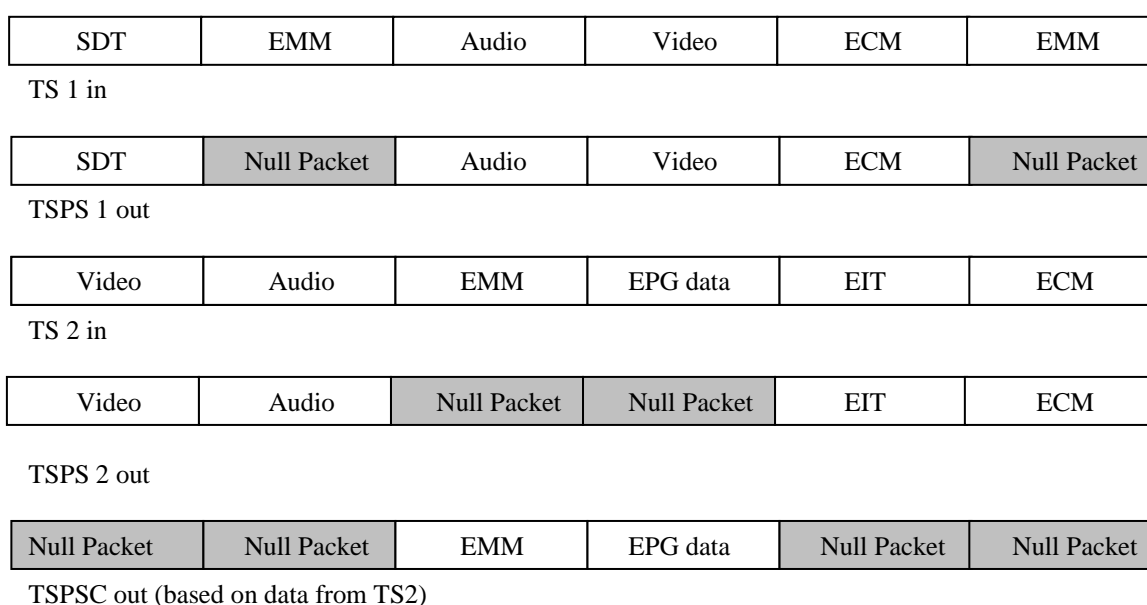 SDT EMM Audio Video ECM EMM
TS 1 in
SDT Null Packet Audio Video ECM Null Packet
TSPS 1 out
Video Audio EMM EPG data EIT ECM
TS 2 in
Video Audio Null Packet Null Packet EIT ECM
TSPS 2 out
Null Packet Null Packet EMM EPG data Null Packet Null Packet
TSPSC out (based on data from TS2)